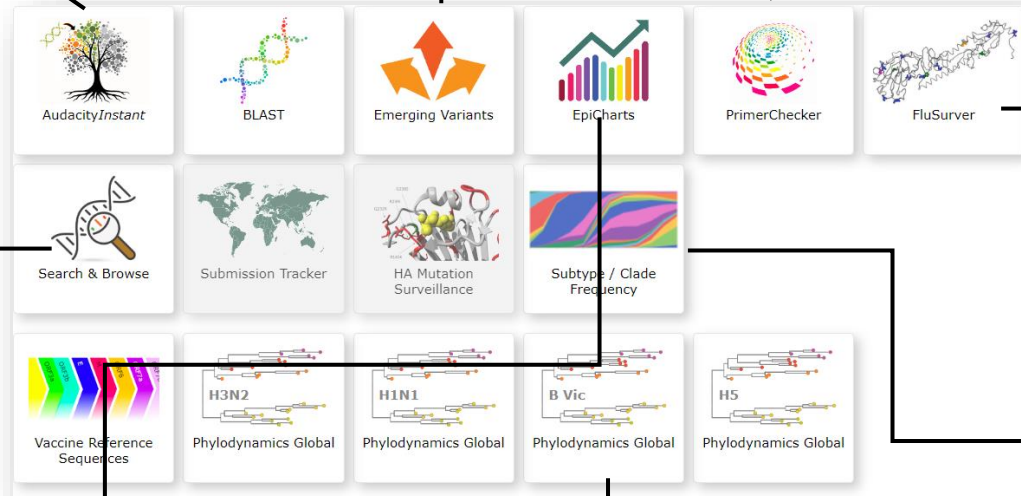 AudacityInstant
BLAST
Emerging Variants
EpiCharts
PrimerChecker
FluSurver
Search & Browse
Submission Tracker
HA Mutation
Surveillance
Subtype / Clade
Frequency
Vaccine Reference
Sequences
H3N2
Phylodynamics Global
H1N1
Phylodynamics Global
B Vic
Phylodynamics Global
H5
Phylodynamics Global